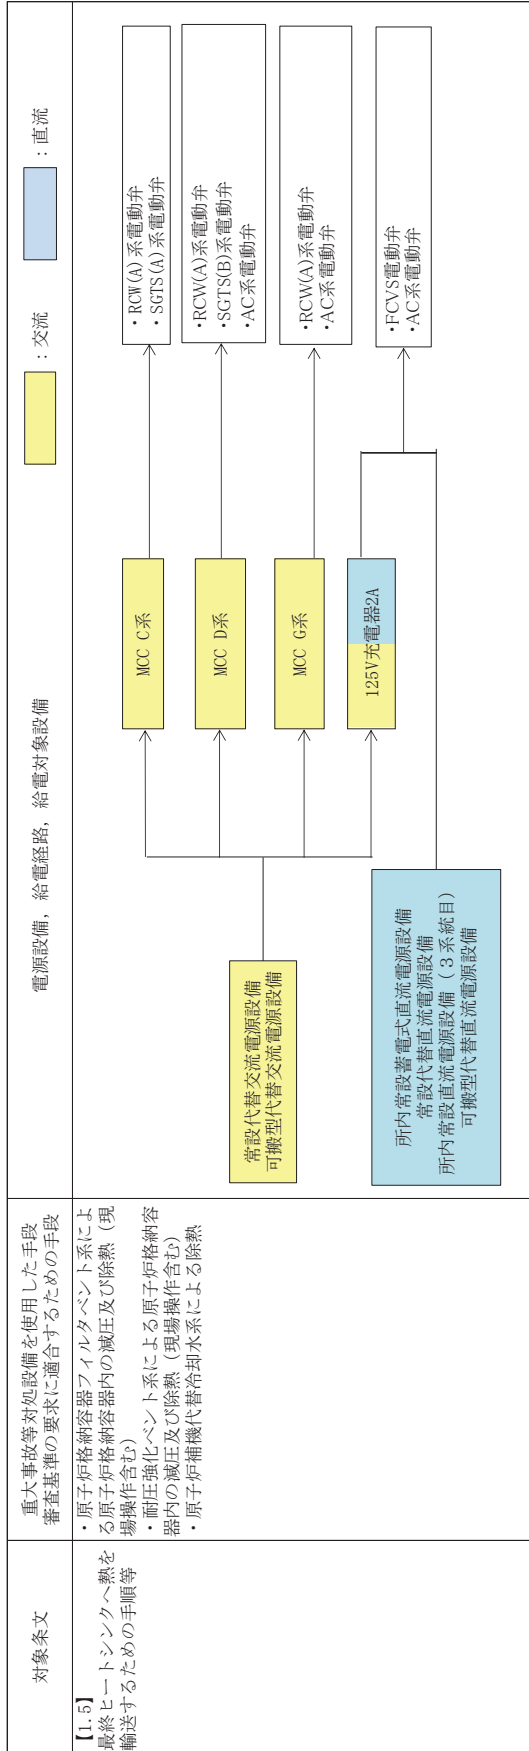 対象条文
重大事故等対処設備を使用した手段
審査基準の要求に適合するための手段
電源設備，給電経路，給電対象設備
：交流
：直流
【1.5】
最終ヒートシンクへ熱を
輸送するための手順等
・原子炉格納容器フィルタベント系によ
る原子炉格納容器内の減圧及び除熱（現
場操作含む）
・耐圧強化ベント系による原子炉格納容
器内の減圧及び除熱（現場操作含む）
・原子炉補機代替冷却水系による除熱
常設代替交流電源設備
可搬型代替交流電源設備
所内常設蓄電式直流電源設備
常設代替直流電源設備
所内常設直流電源設備（３系統目）
可搬型代替直流電源設備
MCC C系
MCC D系
MCC G系
125V充電器2A
・RCW(A)系電動弁
・SGTS(A)系電動弁
・RCW(A)系電動弁
・SGTS(B)系電動弁
・AC系電動弁
・RCW(A)系電動弁
・AC系電動弁
・FCVS電動弁
・AC系電動弁